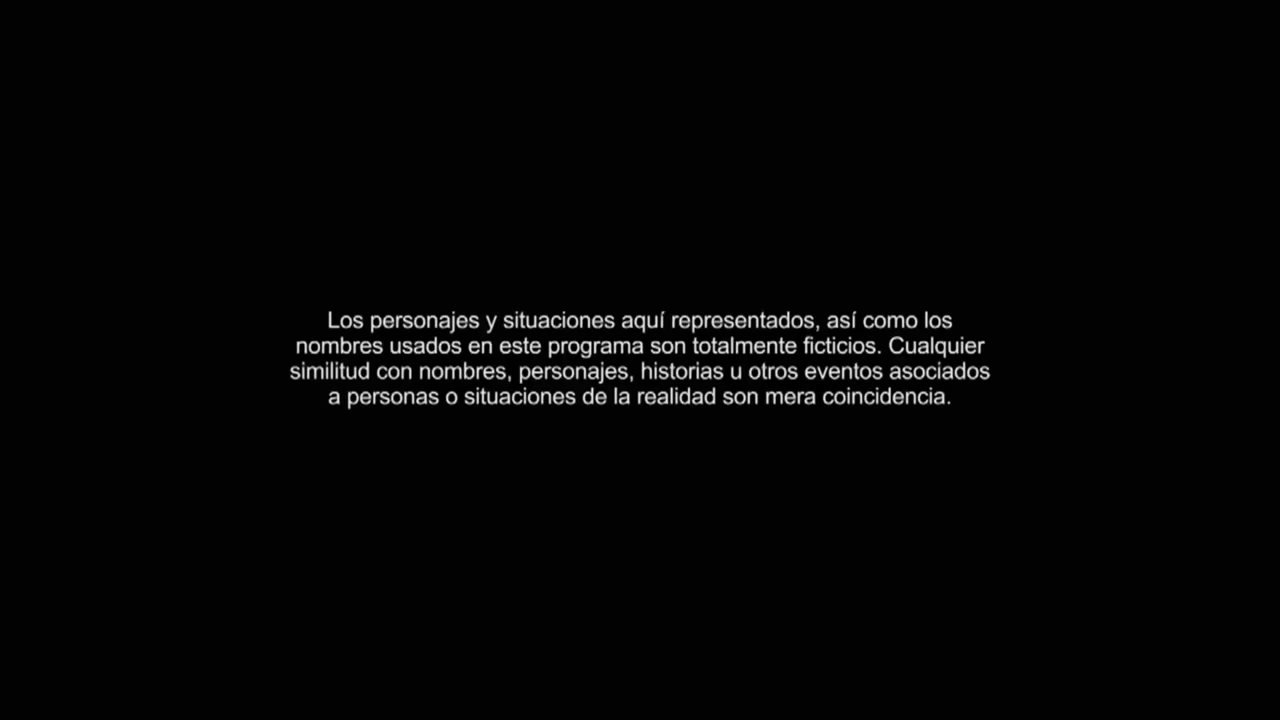 Los personajes y situaciones aquí representados, así como los
nombres usados en este programa son totalmente ficticios. Cualquier
similitud con nombres, personajes, historias u otros eventos asociados
a personas o situaciones de la realidad son mera coincidencia.